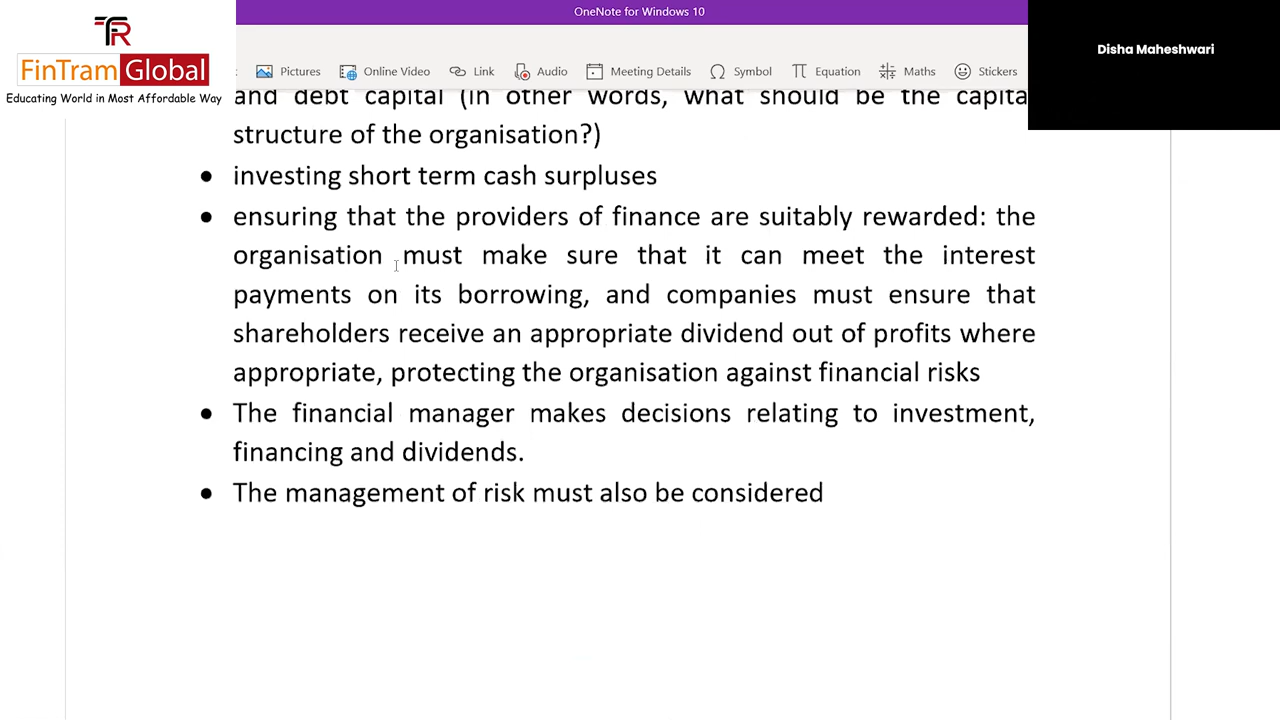 OneNote for Windows 10
TR
FinTram Global
Educating World in Most Affordable Way
Disha Maheshwari
Pictures
Online Video
Link
Audio
Meeting Details
Symbol
Equation
Maths
Stickers
and debt capital (in other words, what should be the capita
structure of the organisation?)
• investing short term cash surpluses
• ensuring that the providers of finance are suitably rewarded: the
organisation must make sure that it can meet the interest
payments on its borrowing, and companies must ensure that
shareholders receive an appropriate dividend out of profits where
appropriate, protecting the organisation against financial risks
• The financial manager makes decisions relating to investment,
financing and dividends.
• The management of risk must also be considered